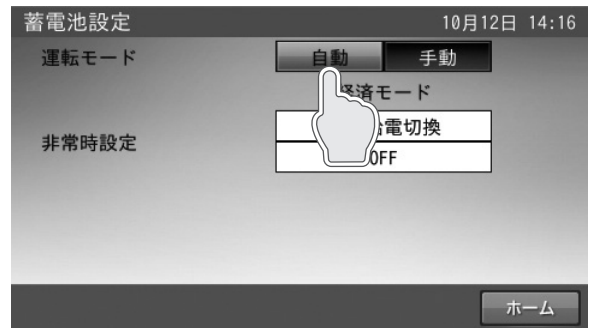 蓄電池設定 10月12日 14:16
運転モード 自動 手動
済モード
非常時設定
電切換
OFF
ホーム